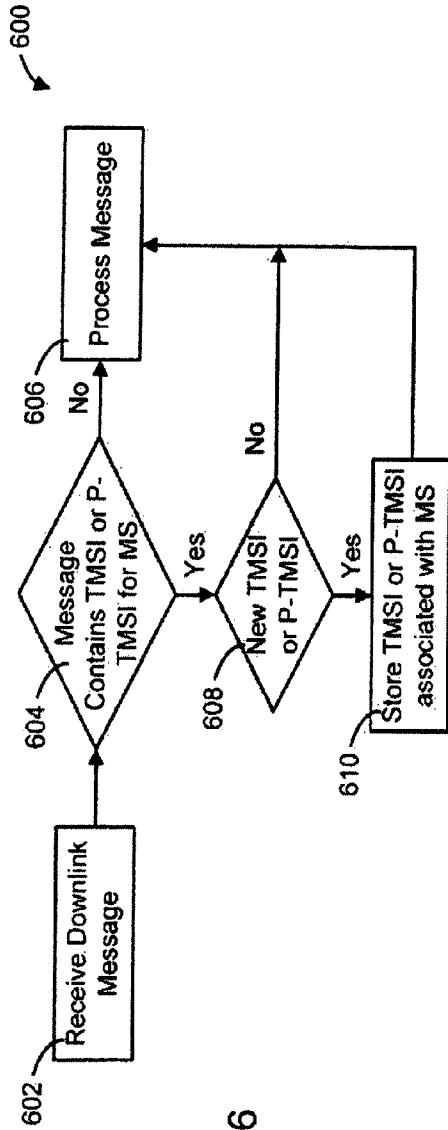 600
602
Receive Downlink
Message
604
Message
Contains TMSI or P-
TMSI for MS
No
606
Process Message
Yes
608
New TMSI
or P-TMSI
No
Yes
610
Store TMSI or P-TMSI
associated with MS
6